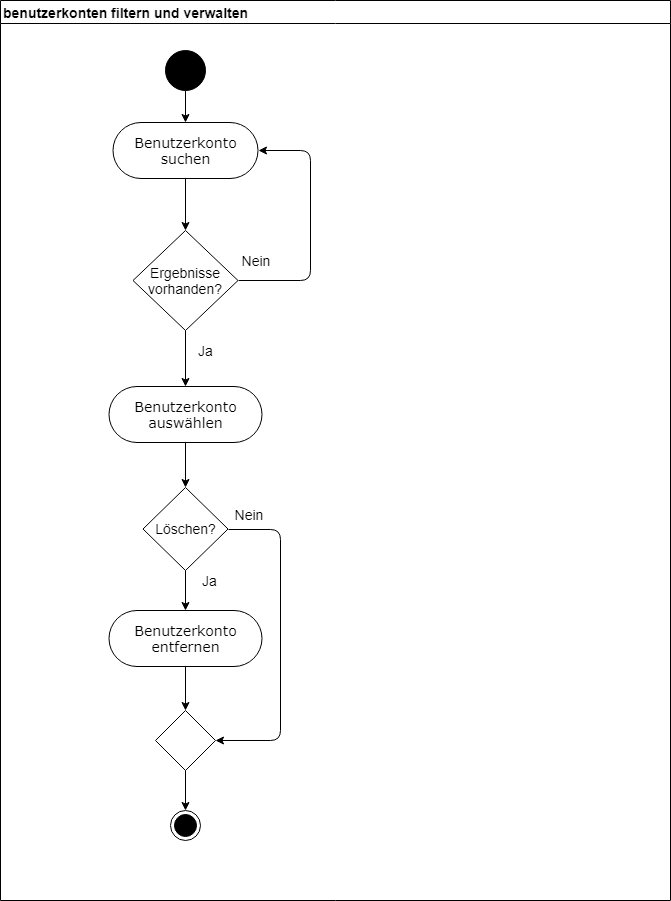 benutzerkonten filtern und verwalten
Benutzerkonto
suchen
Nein
Ergebnisse
vorhanden?
Ja
Benutzerkonto
auswählen
Nein
Löschen?
Ja
Benutzerkonto
entfernen